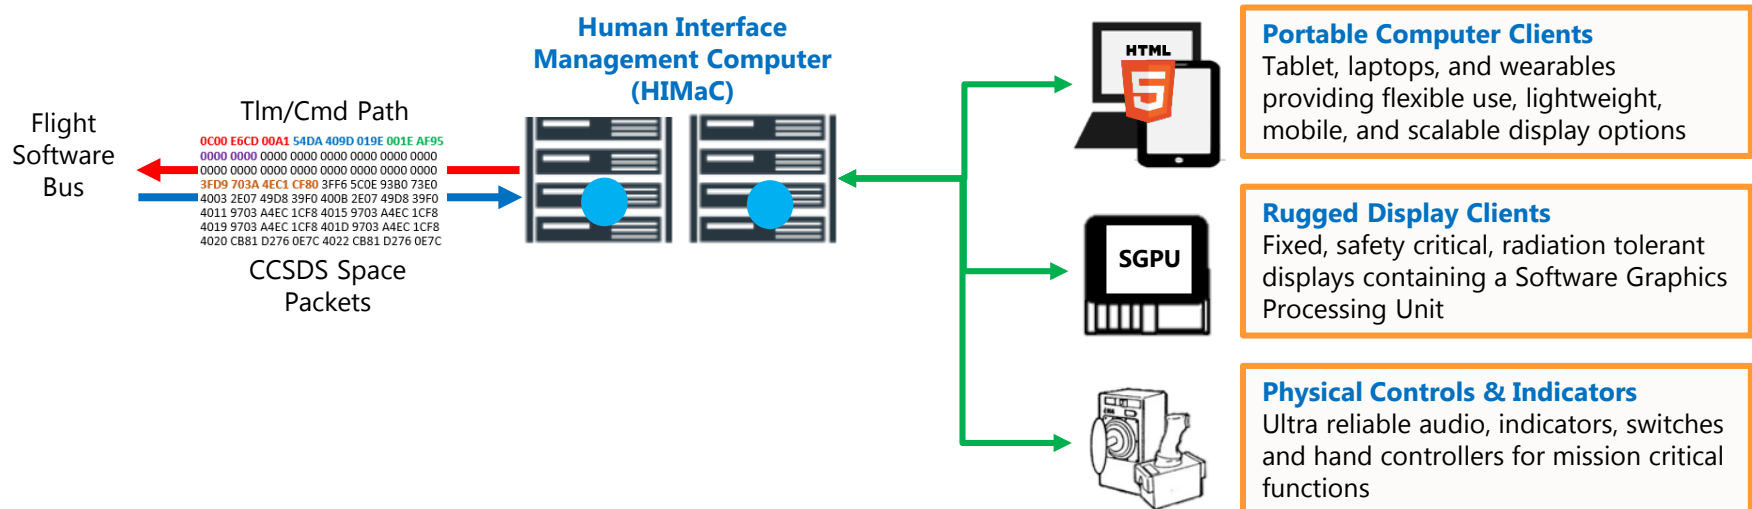 Flight
Software
Bus
Tlm/Cmd Path
0C00 E6CD 00A1 54DA 409D 019E 001E AF95
0000 0000 0000 0000 0000 0000 0000 0000
0000 0000 0000 0000 0000 0000 0000 0000
3FD9 703A 4EC1 CF80 3FF6 5C0E 93B0 73E0
4003 2E07 49D8 39F0 400B 2E07 49D8 39F0
4011 9703 A4EC 1CF8 4015 9703 A4EC 1CF8
4019 9703 A4EC 1CF8 401D 9703 A4EC 1CF8
4020 CB81 D276 0E7C 4022 CB81 D276 0E7C
CCSDS Space
Packets
Human Interface
Management Computer
(HIMaC)
HTML
5
Portable Computer Clients
Tablet, laptops, and wearables
providing flexible use, lightweight,
mobile, and scalable display options
SGPU
Rugged Display Clients
Fixed, safety critical, radiation tolerant
displays containing a Software Graphics
Processing Unit
Physical Controls & Indicators
Ultra reliable audio, indicators, switches
and hand controllers for mission critical
functions